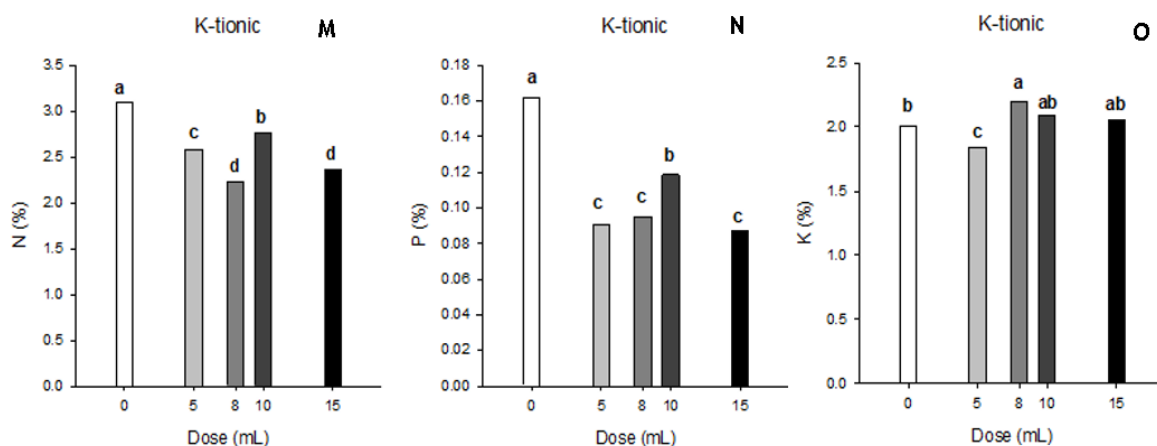 K-tionic M
N (%)
3.5
3.0
2.5
2.0
1.5
1.0
0.5
0.0
a
c
d
b
d
0 5 8 10 15
Dose (mL)
K-tionic N
P (%)
0.18
0.16
0.14
0.12
0.10
0.08
0.06
0.04
0.02
0.00
a
c
c
b
c
0 5 8 10 15
Dose (mL)
K-tionic O
K (%)
2.5
2.0
1.5
1.0
0.5
0.0
b
c
a
ab
ab
0 5 8 10 15
Dose (mL)